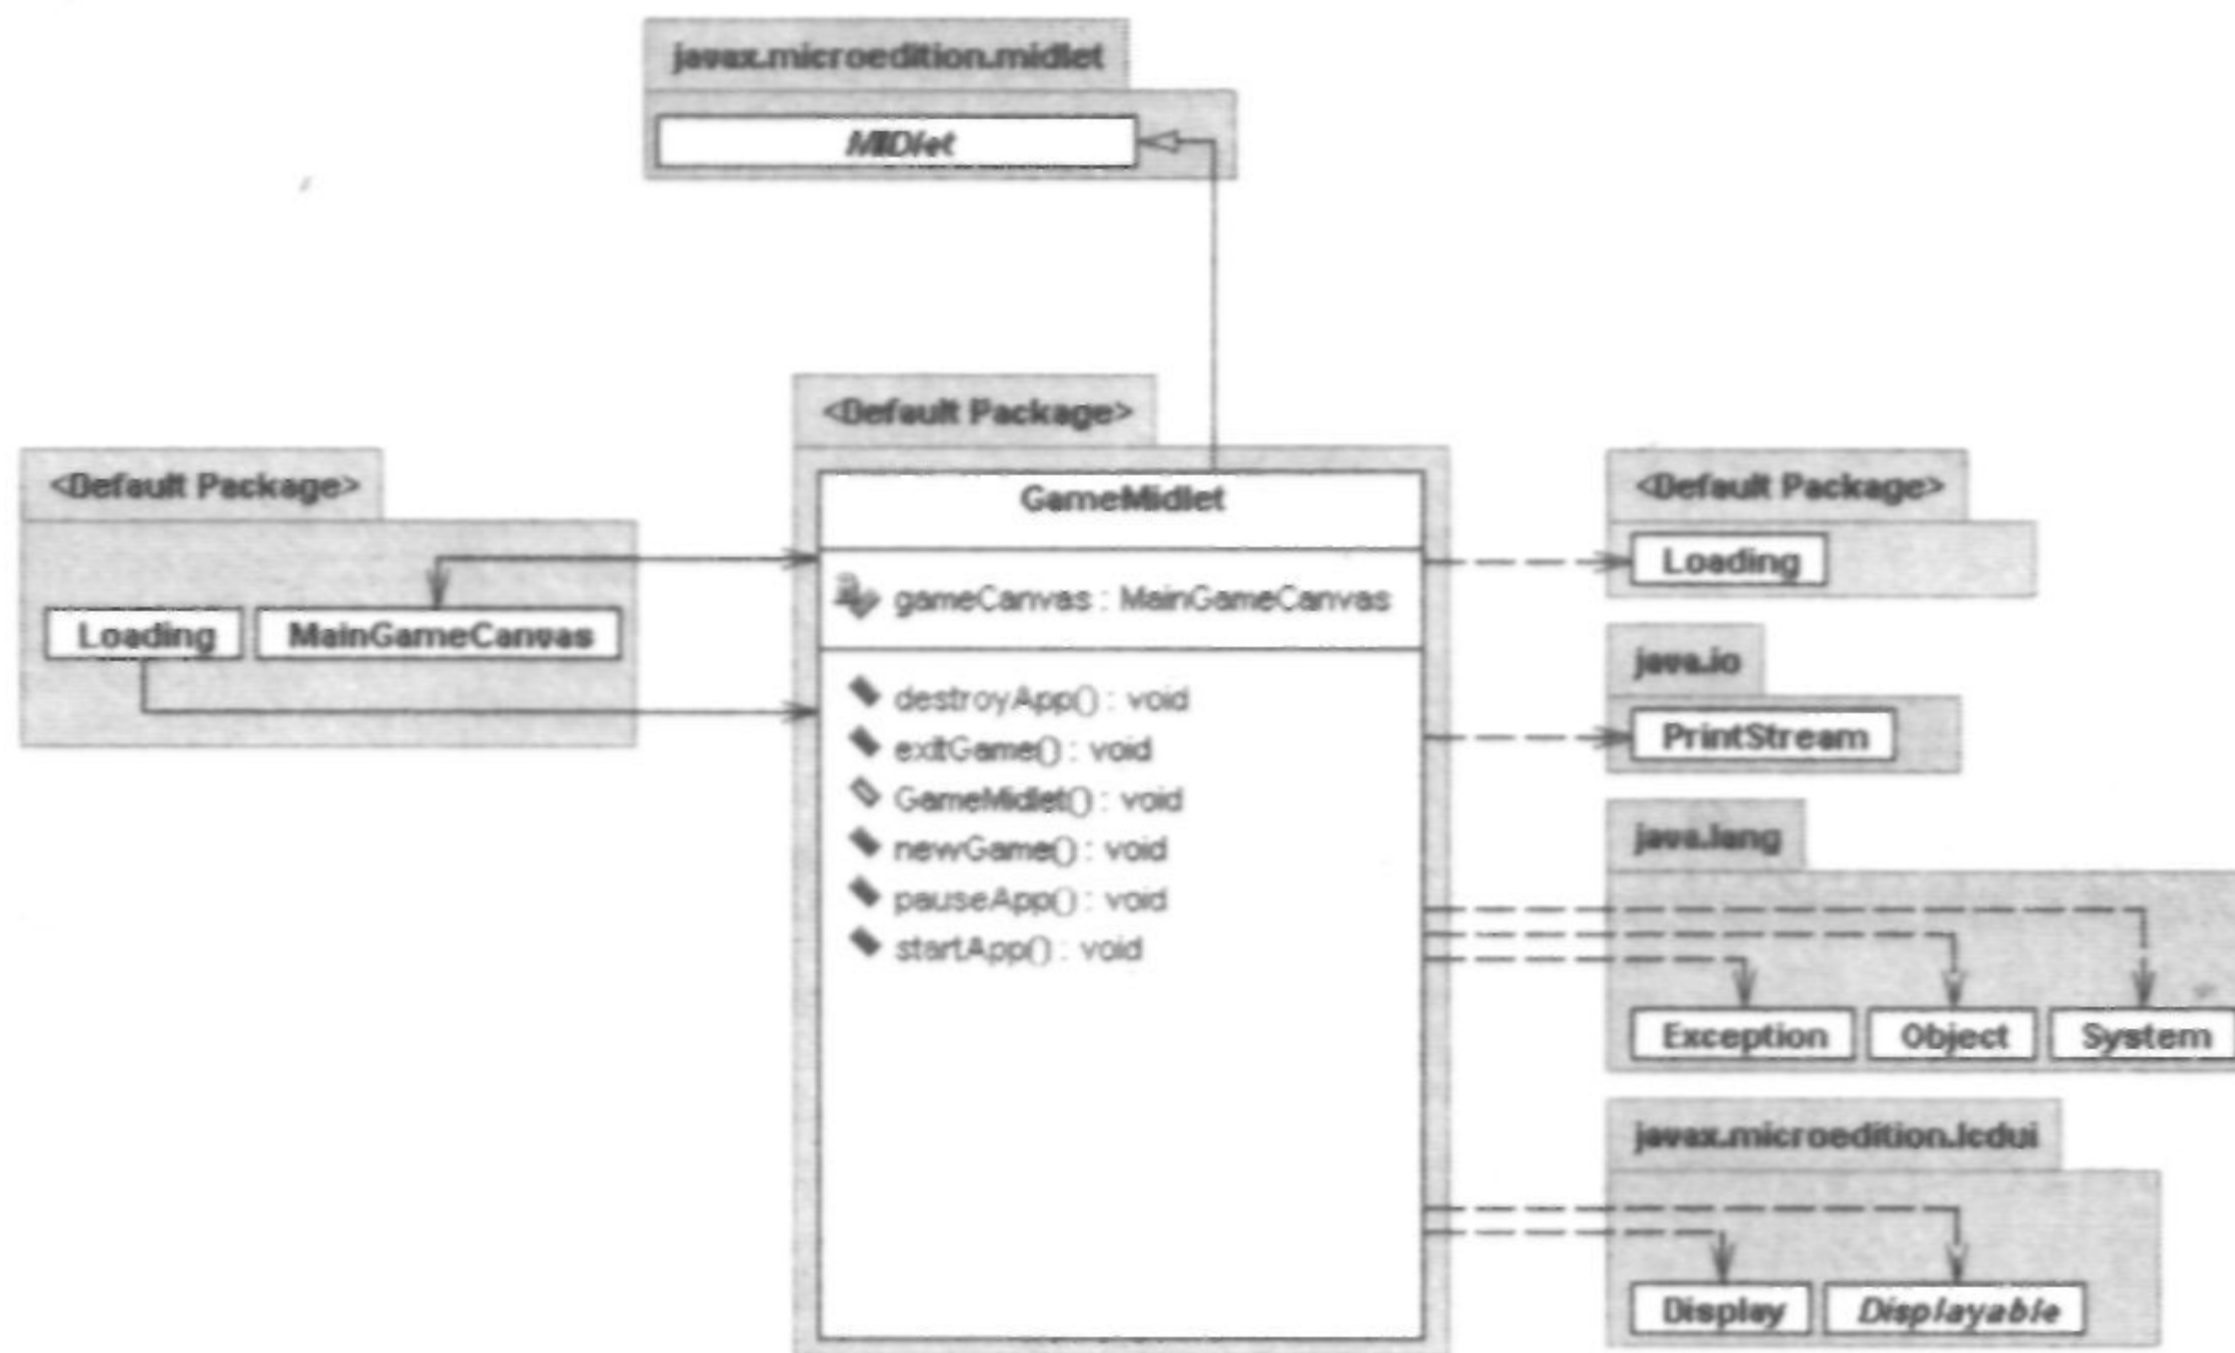 javax.microedition.midlet
MIDlet
<Default Package>
GameMidlet
gameCanvas : MainGameCanvas
destroyApp() : void
exitGame() : void
GameMidlet() : void
newGame() : void
pauseApp() : void
startApp() : void
<Default Package>
Loading
MainGameCanvas
<Default Package>
Loading
java.io
PrintStream
java.lang
Exception
Object
System
javax.microedition.lcdui
Display
Displayable